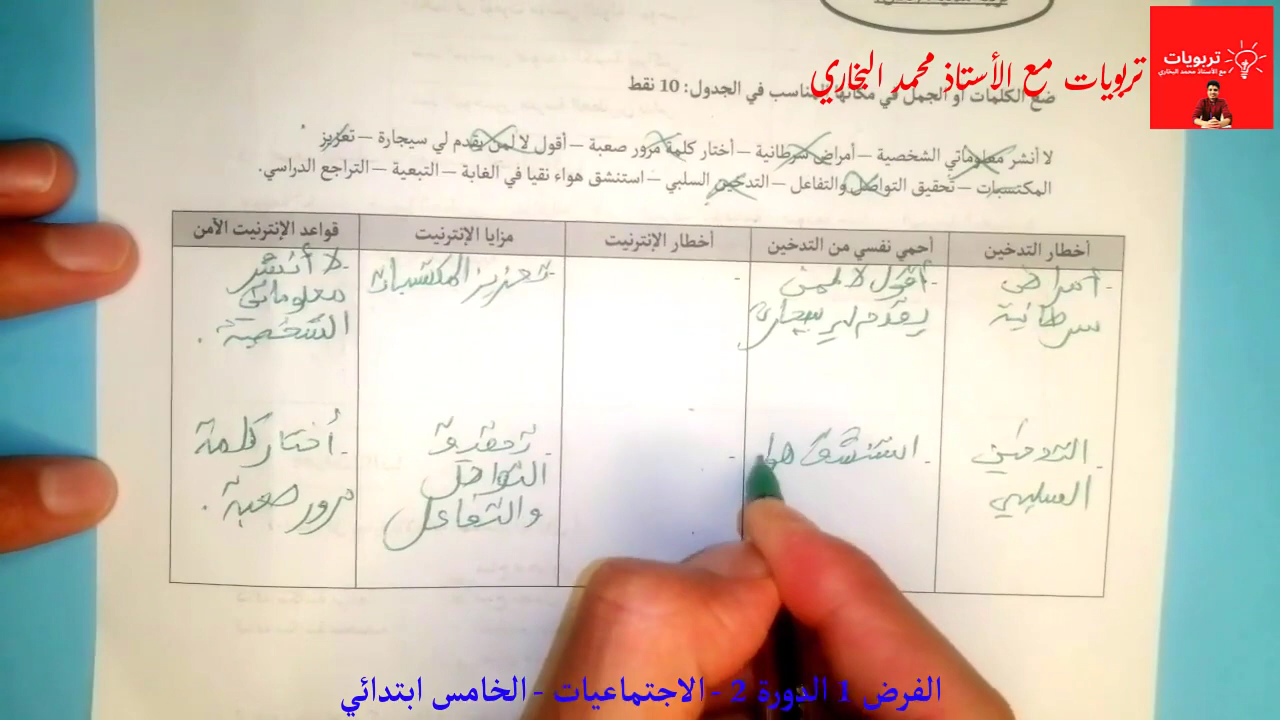 تربويات
مع الأستاذ محمد البخاري
تربويات مع الأستاذ محمد البخاري
ضع الكلمات أو الجمل في مكانها المناسب في الجدول: 10 نقط
لا أنشر معلوماتي الشخصية – أمراض سرطانية – أختار كلمة مرور صعبة – أقول لا لمن يقدم لي سيجارة – تعزيز
المكتسبات – تحقيق التواصل والتفاعل – التدخين السلبي – استنشق هواء نقيا في الغابة – التبعية – التراجع الدراسي.
أخطار التدخين أحمي نفسي من التدخين أخطار الإنترنيت مزايا الإنترنيت قواعد الإنترنيت الآمن
- أمراض
سرطانية
- التدخين
السلبي
- أقول لا لمن
يقدم لي سيجارة
- استنشق هوا
-
-
- تعزيز المكتسبات
- تحقيق
التواصل
والتفاعل
- لا أنشر
معلوماتي
الشخصية.
- أختار كلمة
مرور صعبة.
الفرض 1 الدورة 2 - الاجتماعيات - الخامس ابتدائي